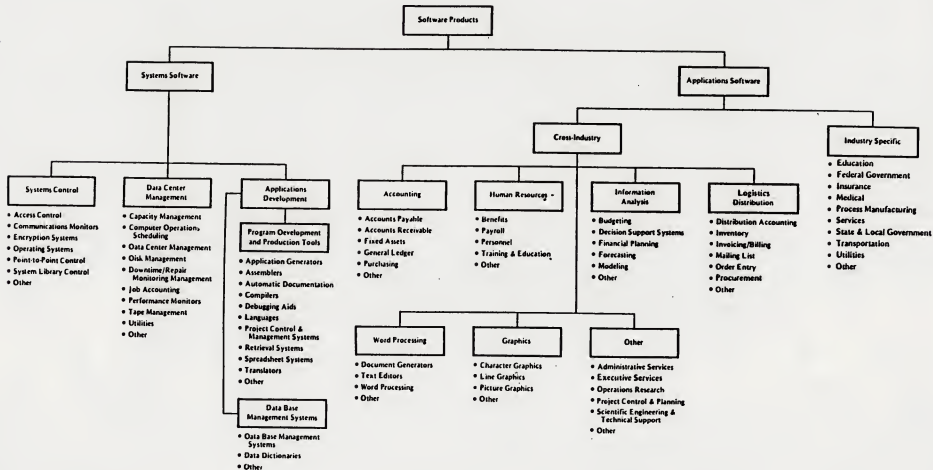 Software Products
Systems Software
Applications Software
Cross-Industry
Industry Specific
• Education
• Federal Government
• Insurance
• Medical
• Process Manufacturing
• Services
• State & Local Government
• Transportation
• Utilities
• Other
Systems Control
• Access Control
• Communications Monitors
• Encryption Systems
• Operating Systems
• Point-to-Point Control
• System Library Control
• Other
Data Center
Management
• Capacity Management
• Computer Operations
Scheduling
• Data Center Management
• Disk Management
• Downtime/Repair
Monitoring Management
• Job Accounting
• Performance Monitors
• Tape Management
• Utilities
• Other
Applications
Development
Program Development
and Production Tools
• Application Generators
• Assemblers
• Automatic Documentation
• Compilers
• Debugging Aids
• Languages
• Project Control &
Management Systems
• Retrieval Systems
• Spreadsheet Systems
• Translators
• Other
Data Base
Management Systems
• Data Base Management
Systems
• Data Dictionaries
• Other
Accounting
• Accounts Payable
• Accounts Receivable
• Fixed Assets
• General Ledger
• Purchasing
• Other
Human Resources
• Benefits
• Payroll
• Personnel
• Training & Education
• Other
Information
Analysis
• Budgeting
• Decision Support Systems
• Financial Planning
• Forecasting
• Modeling
• Other
Logistics
Distribution
• Distribution Accounting
• Inventory
• Invoicing/Billing
• Mailing List
• Order Entry
• Procurement
• Other
Word Processing
• Document Generators
• Text Editors
• Word Processing
• Other
Graphics
• Character Graphics
• Line Graphics
• Picture Graphics
• Other
Other
• Administrative Services
• Executive Services
• Operations Research
• Project Control & Planning
• Scientific Engineering &
Technical Support
• Other